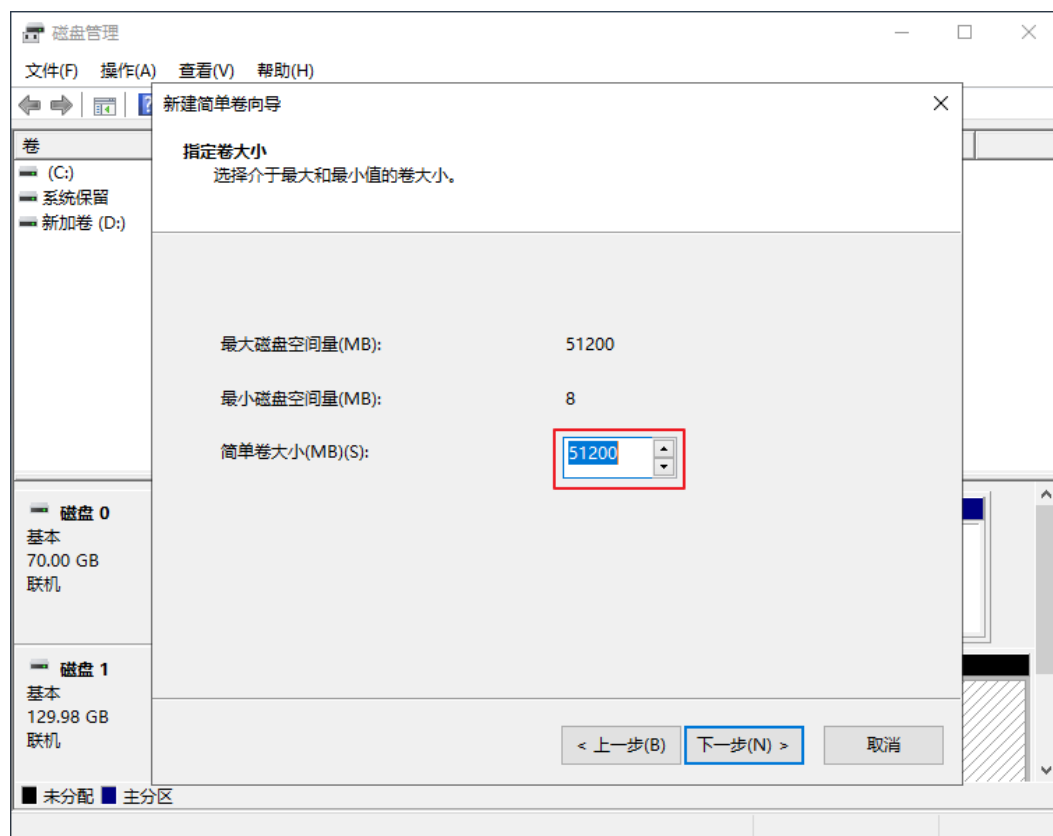 磁盘管理
文件(F) 操作(A) 查看(V) 帮助(H)
新建简单卷向导
卷
指定卷大小
选择介于最大和最小值的卷大小。
(C:)
系统保留
新加卷 (D:)
最大磁盘空间量(MB): 51200
最小磁盘空间量(MB): 8
简单卷大小(MB)(S): 51200
磁盘 0
基本
70.00 GB
联机
磁盘 1
基本
129.98 GB
联机
< 上一步(B) 下一步(N) > 取消
未分配 主分区